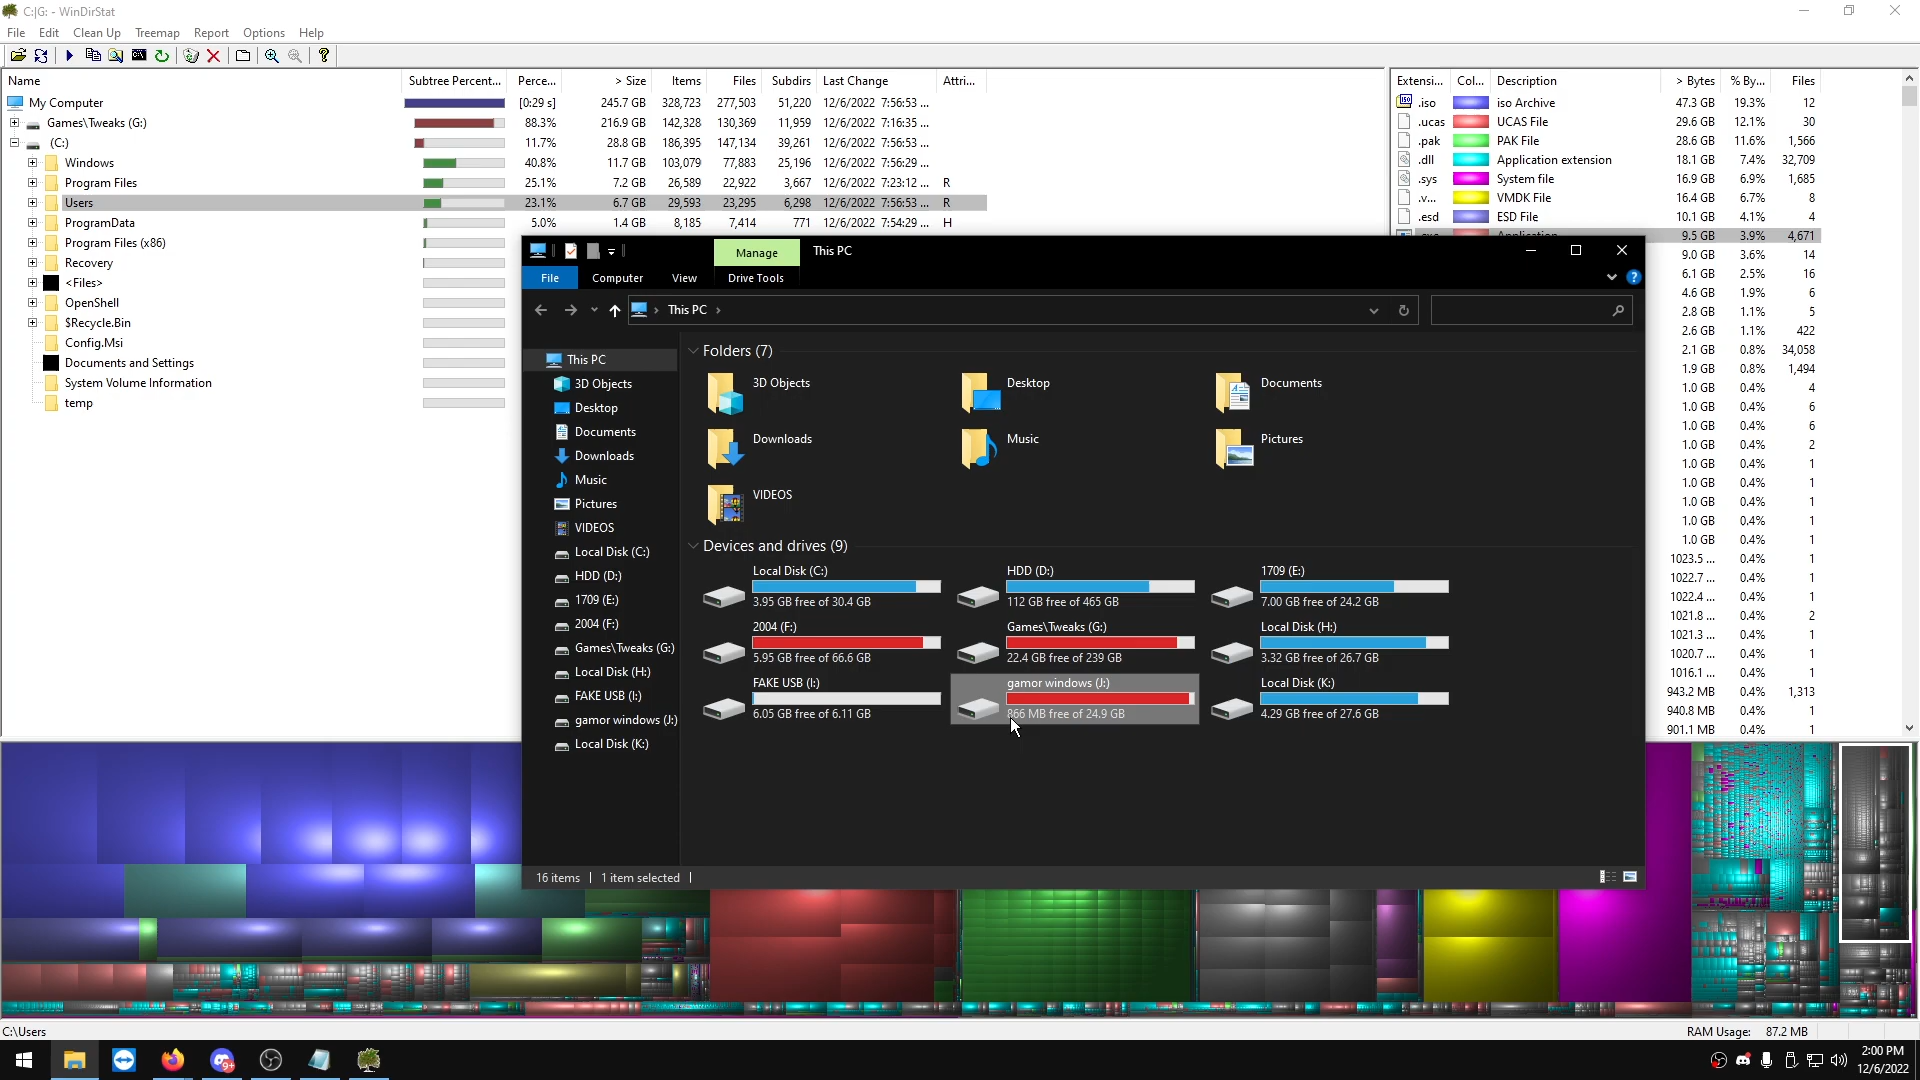 C:|G: - WinDirStat
File Edit Clean Up Treemap Report Options Help
Name Subtree Percent... Perce... > Size Items Files Subdirs Last Change Attri...
My Computer [0:29 s] 245.7 GB 328,723 277,503 51,220 12/6/2022 7:56:53 ...
Games\Tweaks (G:) 88.3% 216.9 GB 142,328 130,369 11,959 12/6/2022 7:16:35 ...
(C:) 11.7% 28.8 GB 186,395 147,134 39,261 12/6/2022 7:56:53 ...
Windows 40.8% 11.7 GB 103,079 77,883 25,196 12/6/2022 7:56:29 ...
Program Files 25.1% 7.2 GB 26,589 22,922 3,667 12/6/2022 7:23:12 ... R
Users 23.1% 6.7 GB 29,593 23,295 6,298 12/6/2022 7:56:53 ... R
ProgramData 5.0% 1.4 GB 8,185 7,414 771 12/6/2022 7:54:29 ... H
Program Files (x86)
Recovery
<Files>
OpenShell
$Recycle.Bin
Config.Msi
Documents and Settings
System Volume Information
temp
Extensi... Col... Description > Bytes % By... Files
.iso iso Archive 47.3 GB 19.3% 12
.ucas UCAS File 29.6 GB 12.1% 30
.pak PAK File 28.6 GB 11.6% 1,566
.dll Application extension 18.1 GB 7.4% 32,709
.sys System file 16.9 GB 6.9% 1,685
.v... VMDK File 16.4 GB 6.7% 8
.esd ESD File 10.1 GB 4.1% 4
.exe Application 9.5 GB 3.9% 4,671
9.0 GB 3.6% 14
6.1 GB 2.5% 16
4.6 GB 1.9% 6
2.8 GB 1.1% 5
2.6 GB 1.1% 422
2.1 GB 0.8% 34,058
1.9 GB 0.8% 1,494
1.0 GB 0.4% 4
1.0 GB 0.4% 6
1.0 GB 0.4% 6
1.0 GB 0.4% 2
1.0 GB 0.4% 1
1.0 GB 0.4% 1
1.0 GB 0.4% 1
1.0 GB 0.4% 1
1.0 GB 0.4% 1
1023.5 ... 0.4% 1
1022.7 ... 0.4% 1
1022.4 ... 0.4% 1
1021.8 ... 0.4% 2
1021.3 ... 0.4% 1
1020.7 ... 0.4% 1
1016.1 ... 0.4% 1
943.2 MB 0.4% 1,313
940.8 MB 0.4% 1
901.1 MB 0.4% 1
Manage This PC
File Computer View Drive Tools
This PC
This PC
3D Objects
Desktop
Documents
Downloads
Music
Pictures
VIDEOS
Local Disk (C:)
HDD (D:)
1709 (E:)
2004 (F:)
Games\Tweaks (G:)
Local Disk (H:)
FAKE USB (I:)
gamor windows (J:)
Local Disk (K:)
Folders (7)
3D Objects Desktop Documents
Downloads Music Pictures
VIDEOS
Devices and drives (9)
Local Disk (C:) HDD (D:) 1709 (E:)
3.95 GB free of 30.4 GB 112 GB free of 465 GB 7.00 GB free of 24.2 GB
2004 (F:) Games\Tweaks (G:) Local Disk (H:)
5.95 GB free of 66.6 GB 22.4 GB free of 239 GB 3.32 GB free of 26.7 GB
FAKE USB (I:) gamor windows (J:) Local Disk (K:)
6.05 GB free of 6.11 GB 866 MB free of 24.9 GB 4.29 GB free of 27.6 GB
16 items 1 item selected
C:\Users RAM Usage: 87.2 MB
9+
2:00 PM
12/6/2022